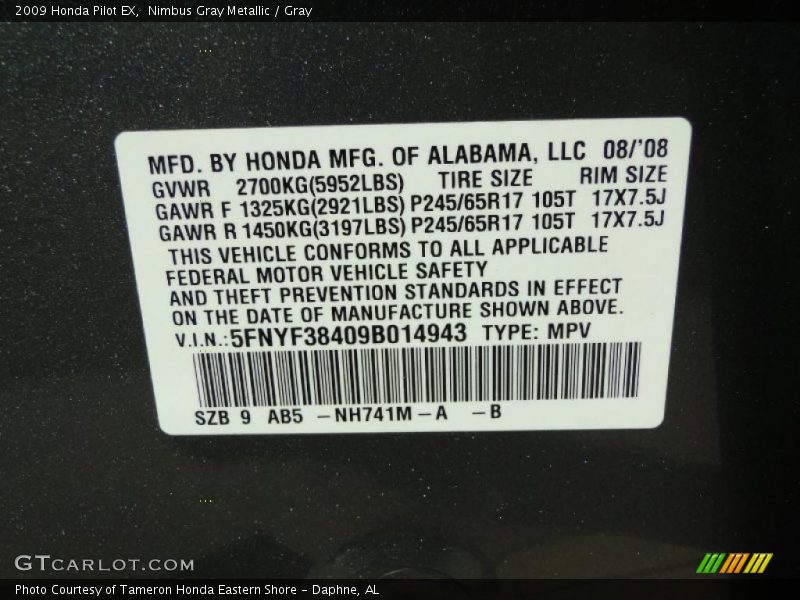 2009 Honda Pilot EX, Nimbus Gray Metallic / Gray
MFD. BY HONDA MFG. OF ALABAMA, LLC 08/'08
GVWR 2700KG(5952LBS) TIRE SIZE RIM SIZE
GAWR F 1325KG(2921LBS) P245/65R17 105T 17X7.5J
GAWR R 1450KG(3197LBS) P245/65R17 105T 17X7.5J
THIS VEHICLE CONFORMS TO ALL APPLICABLE
FEDERAL MOTOR VEHICLE SAFETY
AND THEFT PREVENTION STANDARDS IN EFFECT
ON THE DATE OF MANUFACTURE SHOWN ABOVE.
V.I.N.: 5FNYF38409B014943 TYPE: MPV
SZB 9 AB5 –NH741M–A –B
GTCARLOT.COM
Photo Courtesy of Tameron Honda Eastern Shore – Daphne, AL